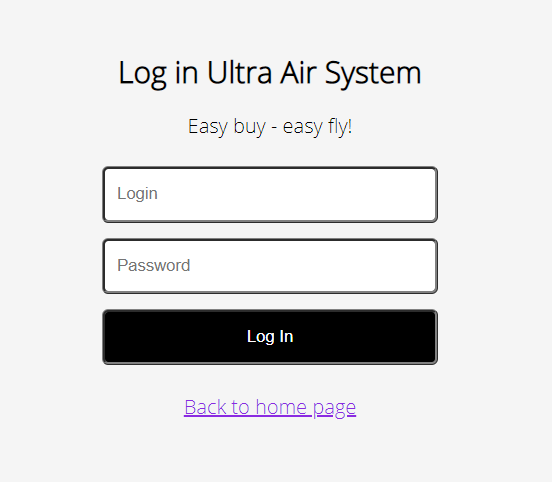 Log in Ultra Air System
Easy buy - easy fly!
Login
Password
Log In
Back to home page